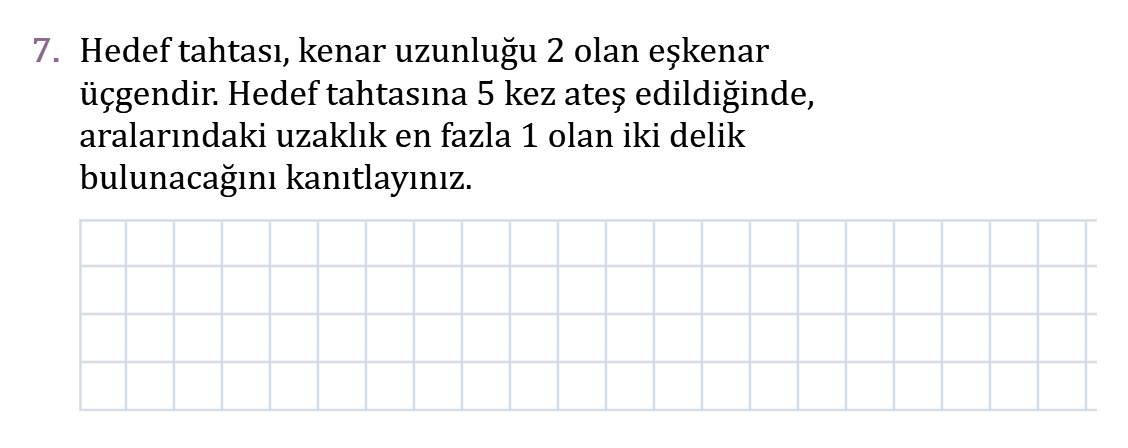 7. Hedef tahtası, kenar uzunluğu 2 olan eşkenar
üçgendir. Hedef tahtasına 5 kez ateş edildiğinde,
aralarındaki uzaklık en fazla 1 olan iki delik
bulunacağını kanıtlayınız.